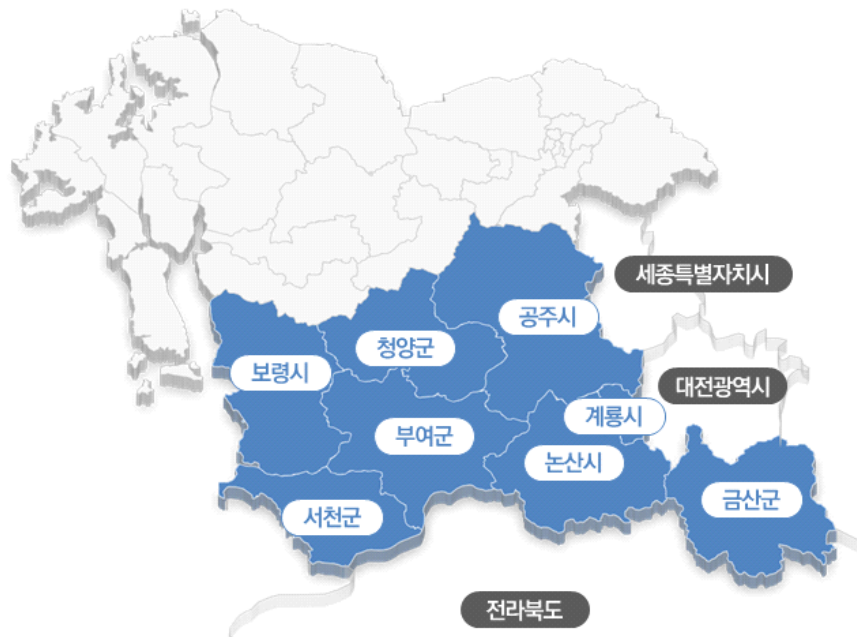 세종특별자치시
공주시
청양군
보령시
대전광역시
계룡시
부여군
논산시
금산군
서천군
전라북도